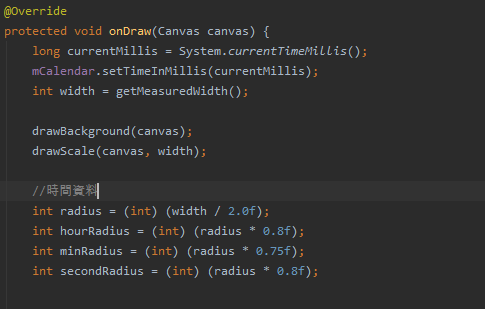 @Override
protected void onDraw(Canvas canvas) {
long currentMillis = System.currentTimeMillis();
mCalendar.setTimeInMillis(currentMillis);
int width = getMeasuredWidth();
drawBackground(canvas);
drawScale(canvas, width);
//時間資料
int radius = (int) (width / 2.0f);
int hourRadius = (int) (radius * 0.8f);
int minRadius = (int) (radius * 0.75f);
int secondRadius = (int) (radius * 0.8f);